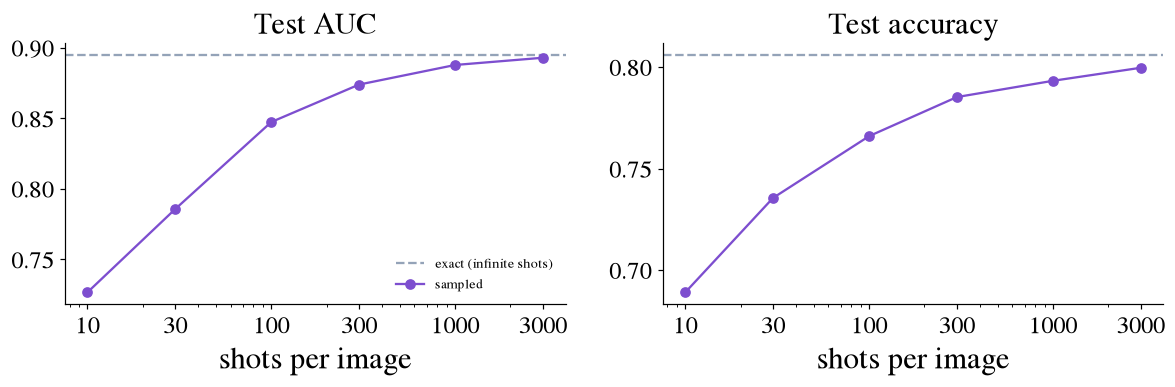 Test AUC
0.90
0.85
0.80
0.75
exact (infinite shots)
sampled
10 30 100 300 1000 3000
shots per image
Test accuracy
0.80
0.75
0.70
10 30 100 300 1000 3000
shots per image